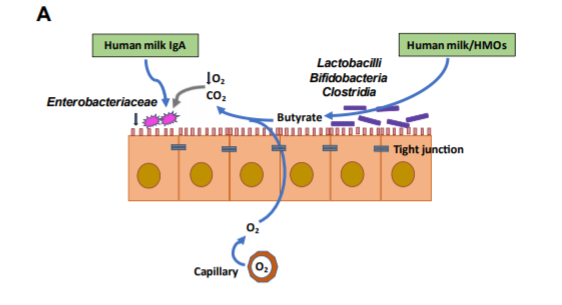 A
Human milk IgA
Human milk/HMOs
Lactobacilli
Bifidobacteria
Clostridia
↓O₂
CO₂
Enterobacteriaceae
Butyrate
Tight junction
O₂
Capillary
O₂